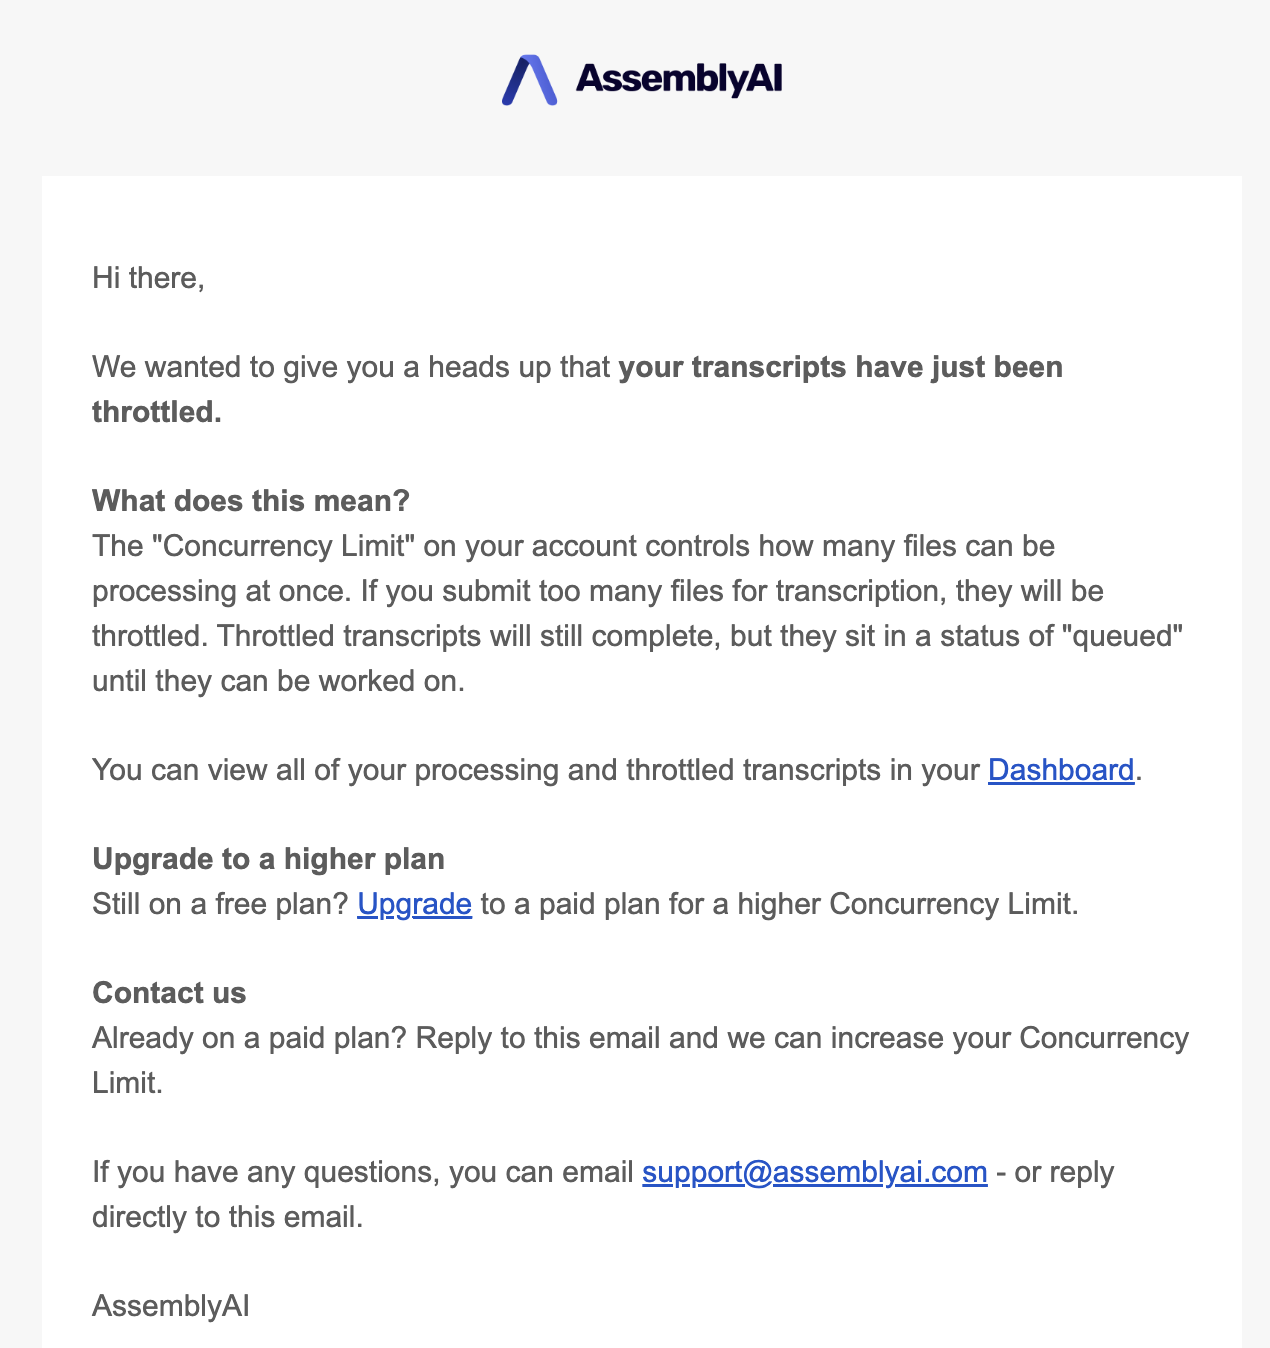 AssemblyAI
Hi there,
We wanted to give you a heads up that your transcripts have just been
throttled.
What does this mean?
The "Concurrency Limit" on your account controls how many files can be
processing at once. If you submit too many files for transcription, they will be
throttled. Throttled transcripts will still complete, but they sit in a status of "queued"
until they can be worked on.
You can view all of your processing and throttled transcripts in your Dashboard.
Upgrade to a higher plan
Still on a free plan? Upgrade to a paid plan for a higher Concurrency Limit.
Contact us
Already on a paid plan? Reply to this email and we can increase your Concurrency
Limit.
If you have any questions, you can email support@assemblyai.com - or reply
directly to this email.
AssemblyAI